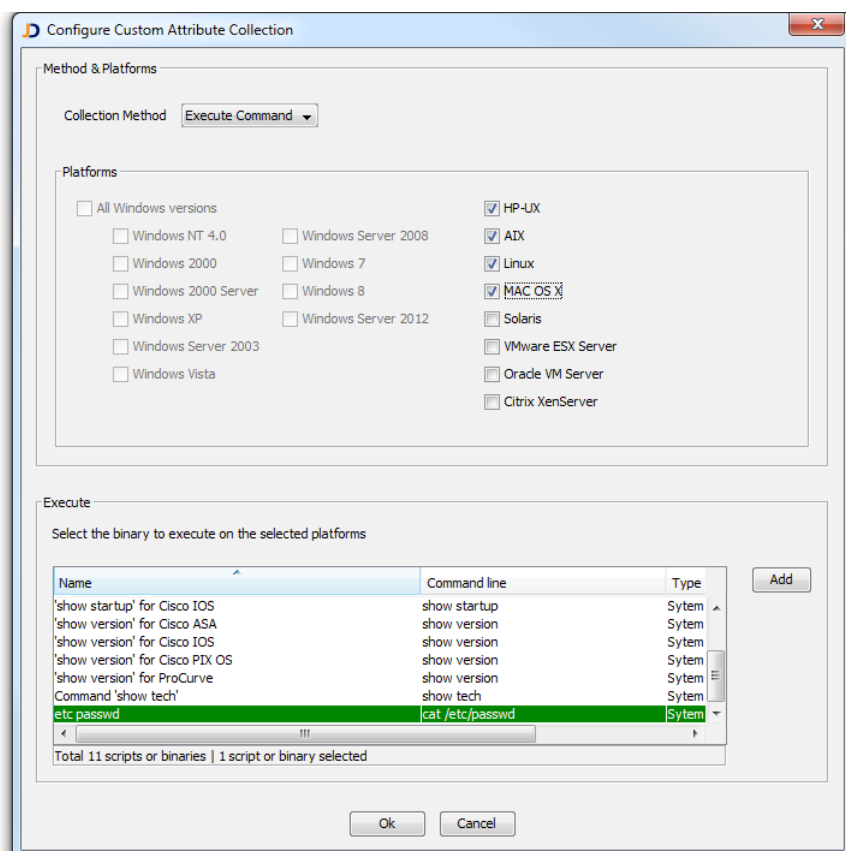 Configure Custom Attribute Collection
Method & Platforms
Collection Method Execute Command
Platforms
All Windows versions HP-UX
Windows NT 4.0 Windows Server 2008 AIX
Windows 2000 Windows 7 Linux
Windows 2000 Server Windows 8 MAC OS X
Windows XP Windows Server 2012 Solaris
Windows Server 2003 VMware ESX Server
Windows Vista Oracle VM Server
Citrix XenServer
Execute
Select the binary to execute on the selected platforms
Name Command line Type Add
'show startup' for Cisco IOS show startup Sytem
'show version' for Cisco ASA show version Sytem
'show version' for Cisco IOS show version Sytem
'show version' for Cisco PIX OS show version Sytem
'show version' for ProCurve show version Sytem
Command 'show tech' show tech Sytem
etc passwd cat /etc/passwd Sytem
Total 11 scripts or binaries | 1 script or binary selected
Ok Cancel